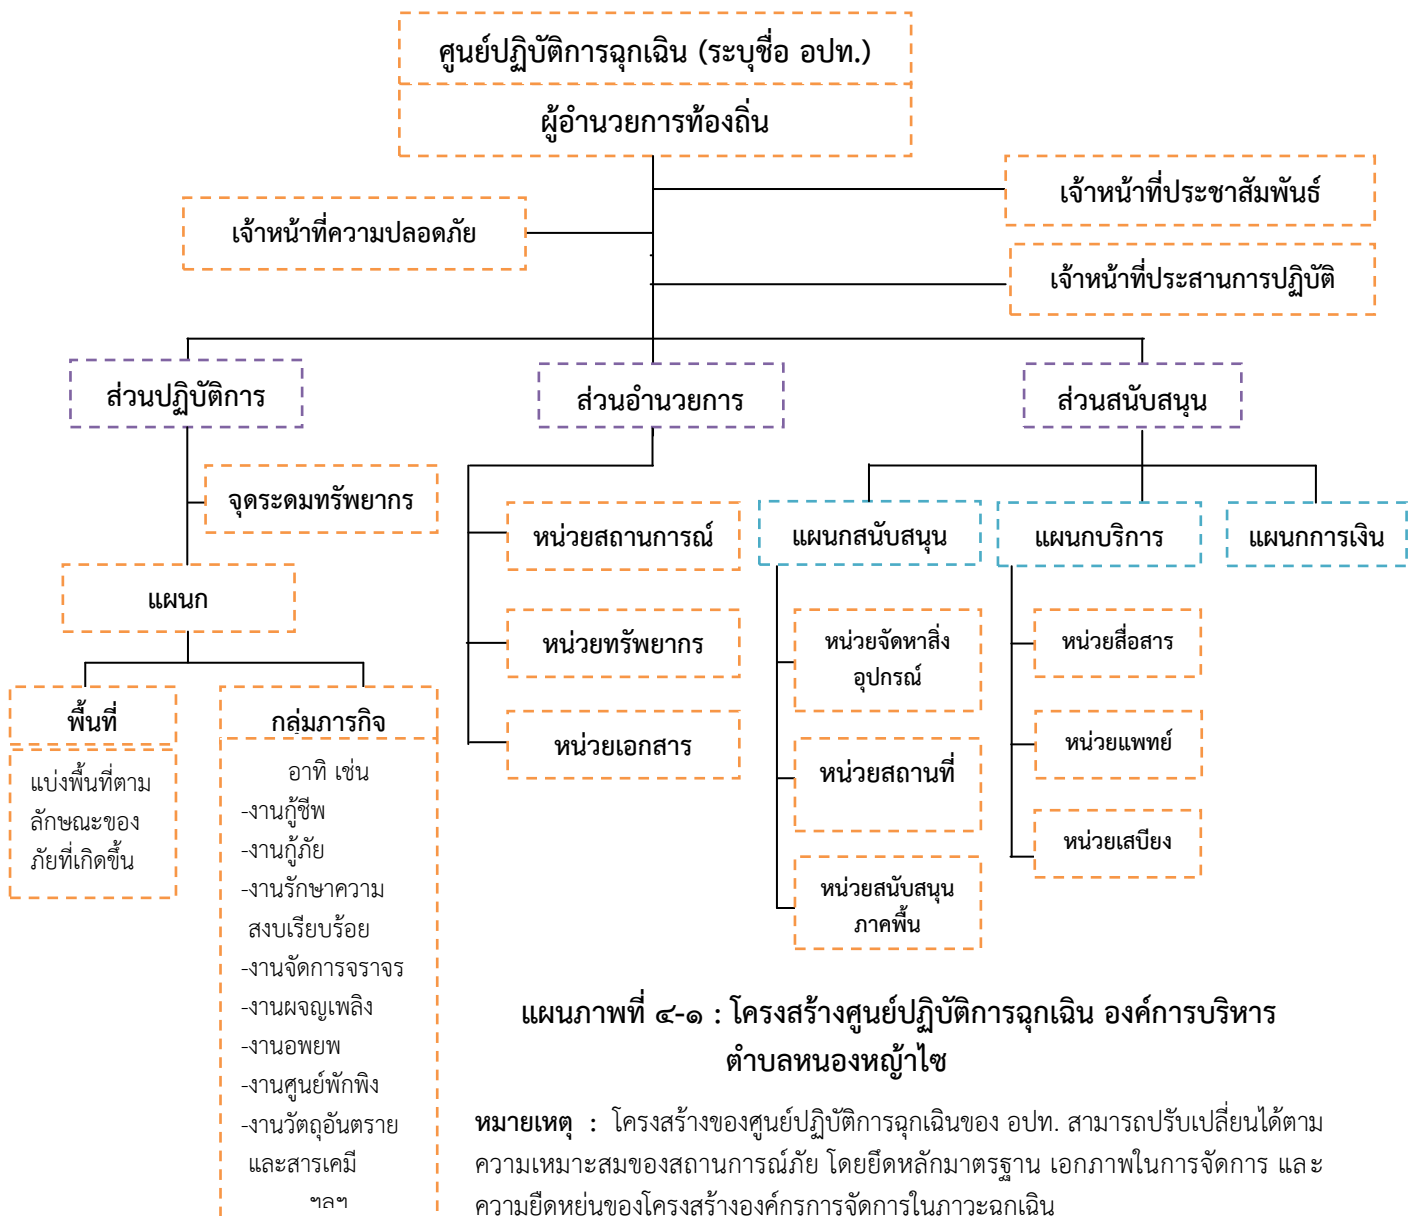 ศูนย์ปฏิบัติการฉุกเฉิน (ระบุชื่อ อปท.)
ผู้อำนวยการท้องถิ่น
เจ้าหน้าที่ประชาสัมพันธ์
เจ้าหน้าที่ความปลอดภัย
เจ้าหน้าที่ประสานการปฏิบัติ
ส่วนปฏิบัติการ
ส่วนอำนวยการ
ส่วนสนับสนุน
จุดระดมทรัพยากร
แผนก
พื้นที่
แบ่งพื้นที่ตาม
ลักษณะของ
ภัยที่เกิดขึ้น
กลุ่มภารกิจ
อาทิ เช่น
-งานกู้ชีพ
-งานกู้ภัย
-งานรักษาความ
สงบเรียบร้อย
-งานจัดการจราจร
-งานผจญเพลิง
-งานอพยพ
-งานศูนย์พักพิง
-งานวัตถุอันตราย
และสารเคมี
ฯลฯ
หน่วยสถานการณ์
หน่วยทรัพยากร
หน่วยเอกสาร
แผนกสนับสนุน
แผนกบริการ
แผนกการเงิน
หน่วยจัดหาสิ่ง
อุปกรณ์
หน่วยสถานที่
หน่วยสนับสนุน
ภาคพื้น
หน่วยสื่อสาร
หน่วยแพทย์
หน่วยเสบียง
แผนภาพที่ ๔-๑ : โครงสร้างศูนย์ปฏิบัติการฉุกเฉิน องค์การบริหาร
ตำบลหนองหญ้าไซ
หมายเหตุ : โครงสร้างของศูนย์ปฏิบัติการฉุกเฉินของ อปท. สามารถปรับเปลี่ยนได้ตาม
ความเหมาะสมของสถานการณ์ภัย โดยยึดหลักมาตรฐาน เอกภาพในการจัดการ และ
ความยืดหยุ่นของโครงสร้างองค์กรการจัดการในภาวะฉุกเฉิน